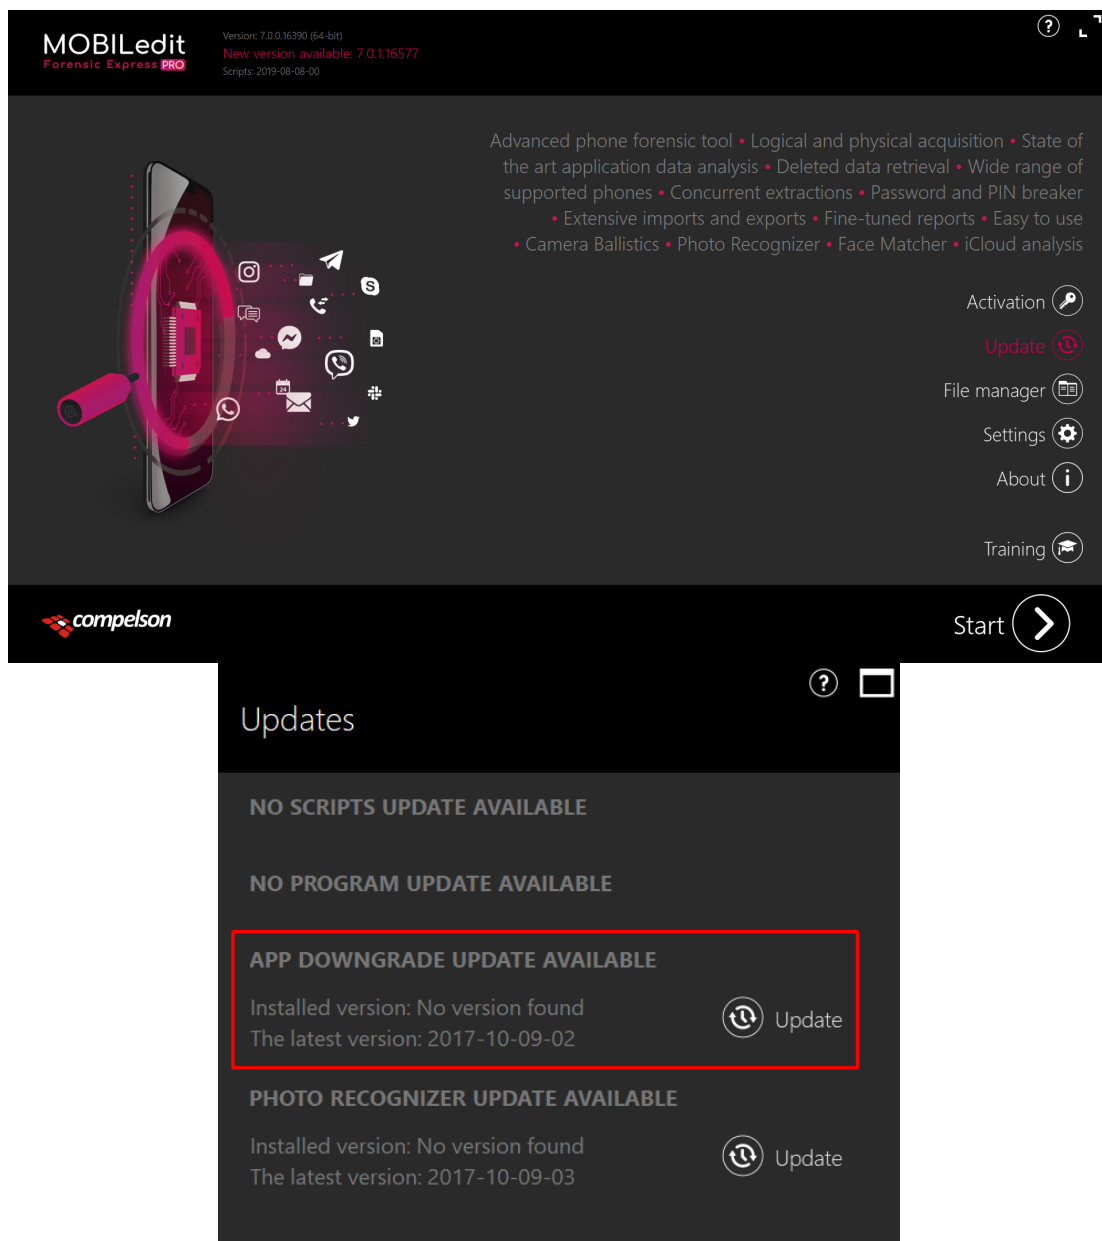 MOBILedit
Forensic Express PRO
Version: 7.0.0.16390 (64-bit)
New version available: 7.0.1.16577
Scripts: 2019-08-08-00
?
Advanced phone forensic tool • Logical and physical acquisition • State of
the art application data analysis • Deleted data retrieval • Wide range of
supported phones • Concurrent extractions • Password and PIN breaker
• Extensive imports and exports • Fine-tuned reports • Easy to use
• Camera Ballistics • Photo Recognizer • Face Matcher • iCloud analysis
S
24
Activation
Update
File manager
Settings
About
Training
compelson
Start
?
Updates
NO SCRIPTS UPDATE AVAILABLE
NO PROGRAM UPDATE AVAILABLE
APP DOWNGRADE UPDATE AVAILABLE
Installed version: No version found
The latest version: 2017-10-09-02
Update
PHOTO RECOGNIZER UPDATE AVAILABLE
Installed version: No version found
The latest version: 2017-10-09-03
Update